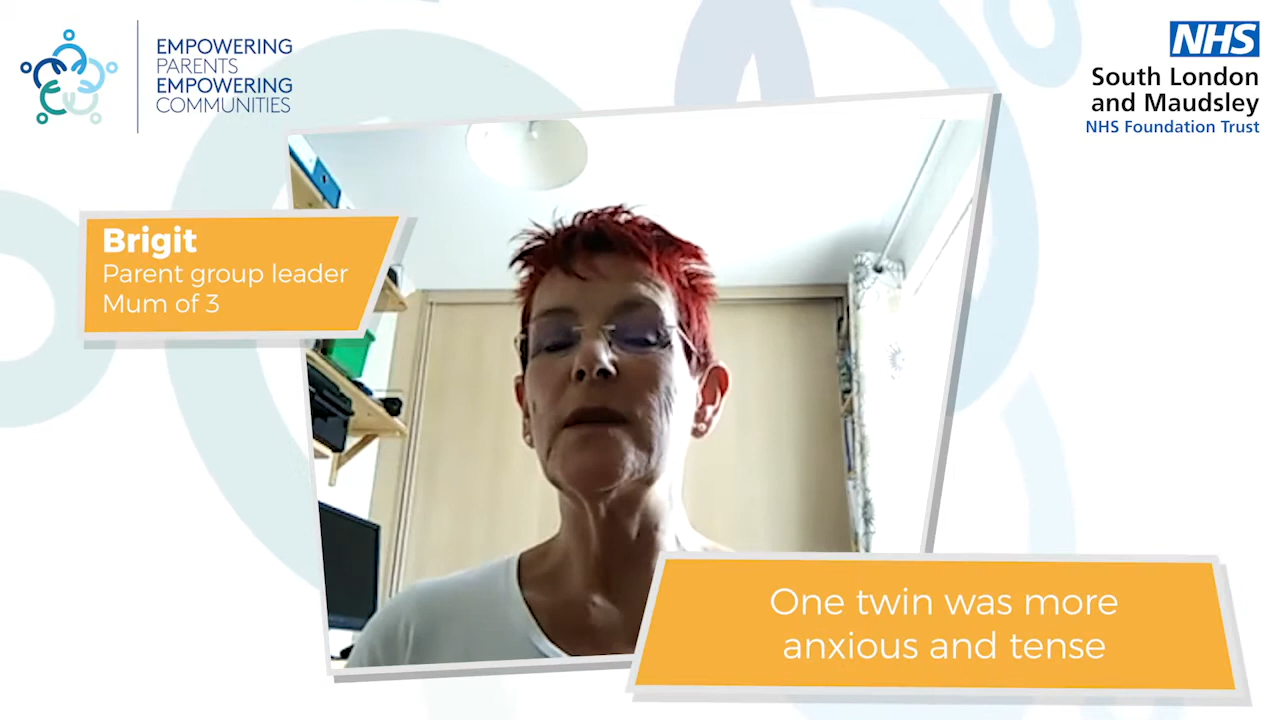 EMPOWERING
PARENTS
EMPOWERING
COMMUNITIES
NHS
South London
and Maudsley
NHS Foundation Trust
Brigit
Parent group leader
Mum of 3
One twin was more
anxious and tense